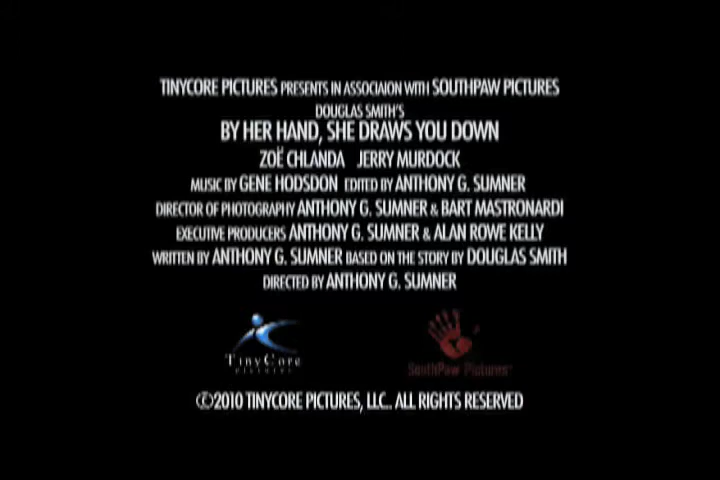 TINYCORE PICTURES PRESENTS IN ASSOCIAION WITH SOUTHPAW PICTURES
DOUGLAS SMITH'S
BY HER HAND, SHE DRAWS YOU DOWN
ZOË CHLANDA JERRY MURDOCK
MUSIC BY GENE HODSDON EDITED BY ANTHONY G. SUMNER
DIRECTOR OF PHOTOGRAPHY ANTHONY G. SUMNER & BART MASTRONARDI
EXECUTIVE PRODUCERS ANTHONY G. SUMNER & ALAN ROWE KELLY
WRITTEN BY ANTHONY G. SUMNER BASED ON THE STORY BY DOUGLAS SMITH
DIRECTED BY ANTHONY G. SUMNER
TinyCore
PICTURES
SouthPaw Pictures
©2010 TINYCORE PICTURES, LLC. ALL RIGHTS RESERVED